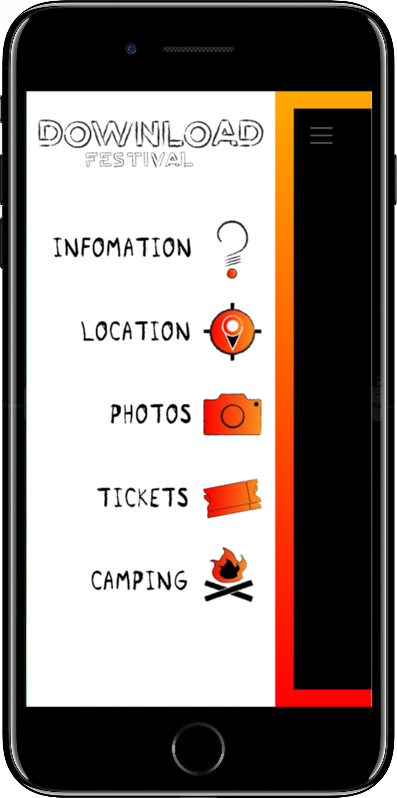 DOWNLOAD
FESTIVAL
INFOMATION
LOCATION
PHOTOS
TICKETS
CAMPING